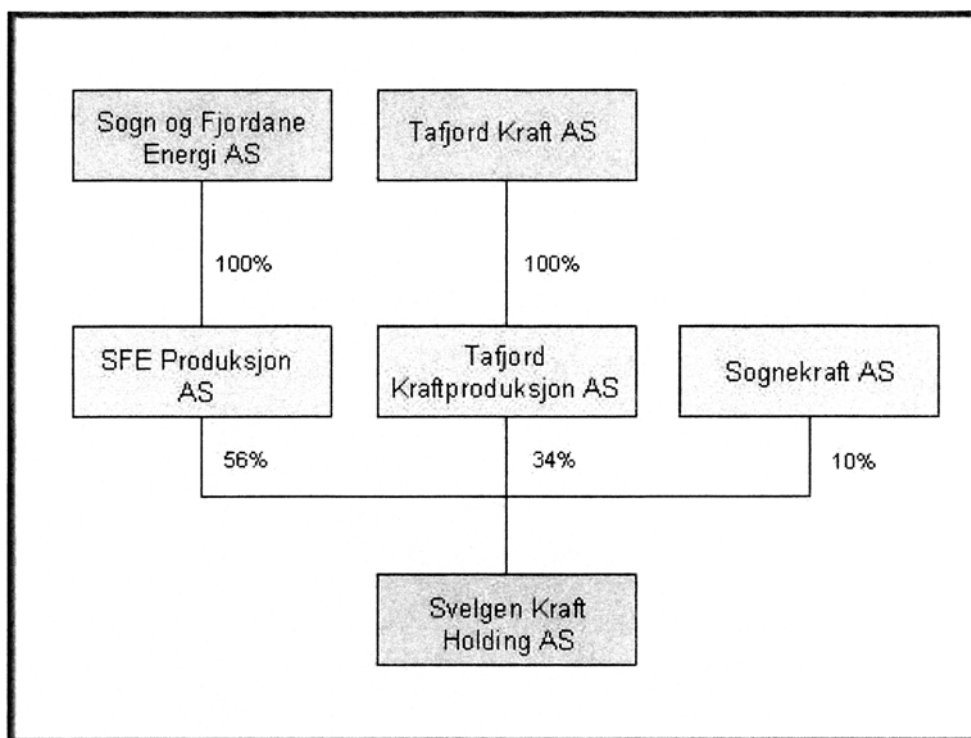 Sogn og Fjordane
Energi AS
Tafjord Kraft AS
100%
100%
SFE Produksjon
AS
Tafjord
Kraftproduksjon AS
Sognekraft AS
56%
34%
10%
Svelgen Kraft
Holding AS